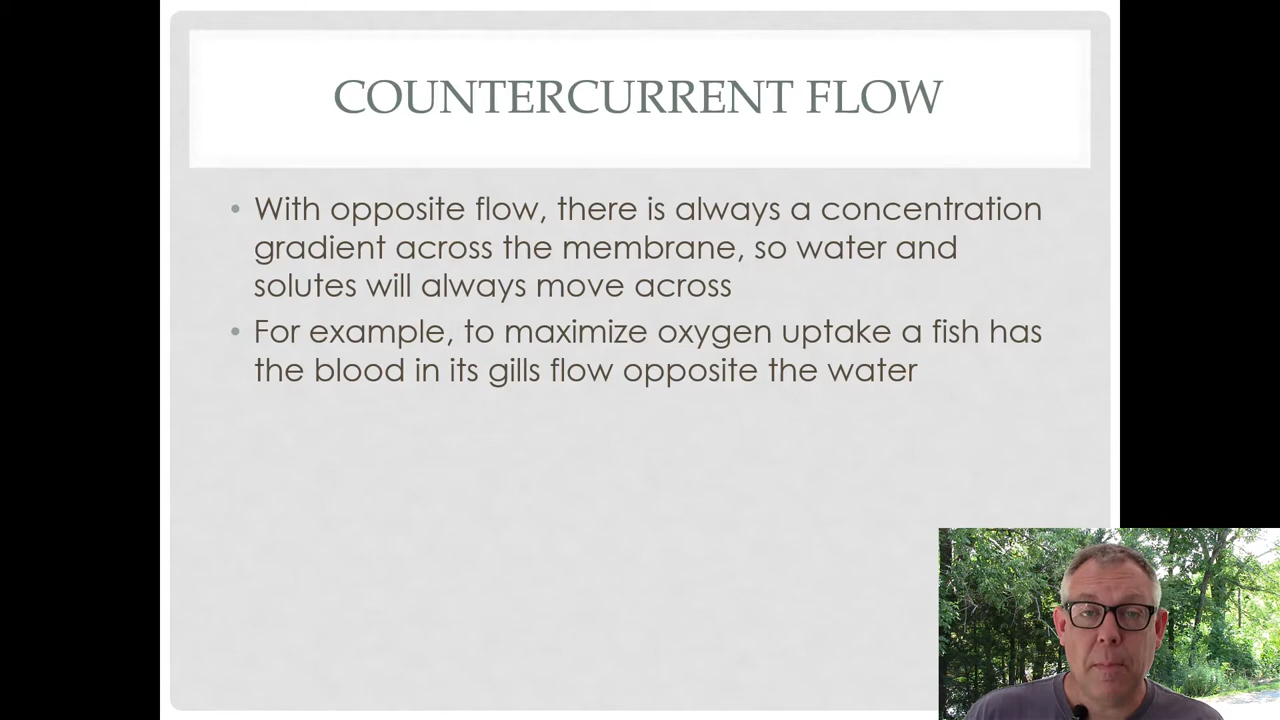 COUNTERCURRENT FLOW
• With opposite flow, there is always a concentration
gradient across the membrane, so water and
solutes will always move across
• For example, to maximize oxygen uptake a fish has
the blood in its gills flow opposite the water